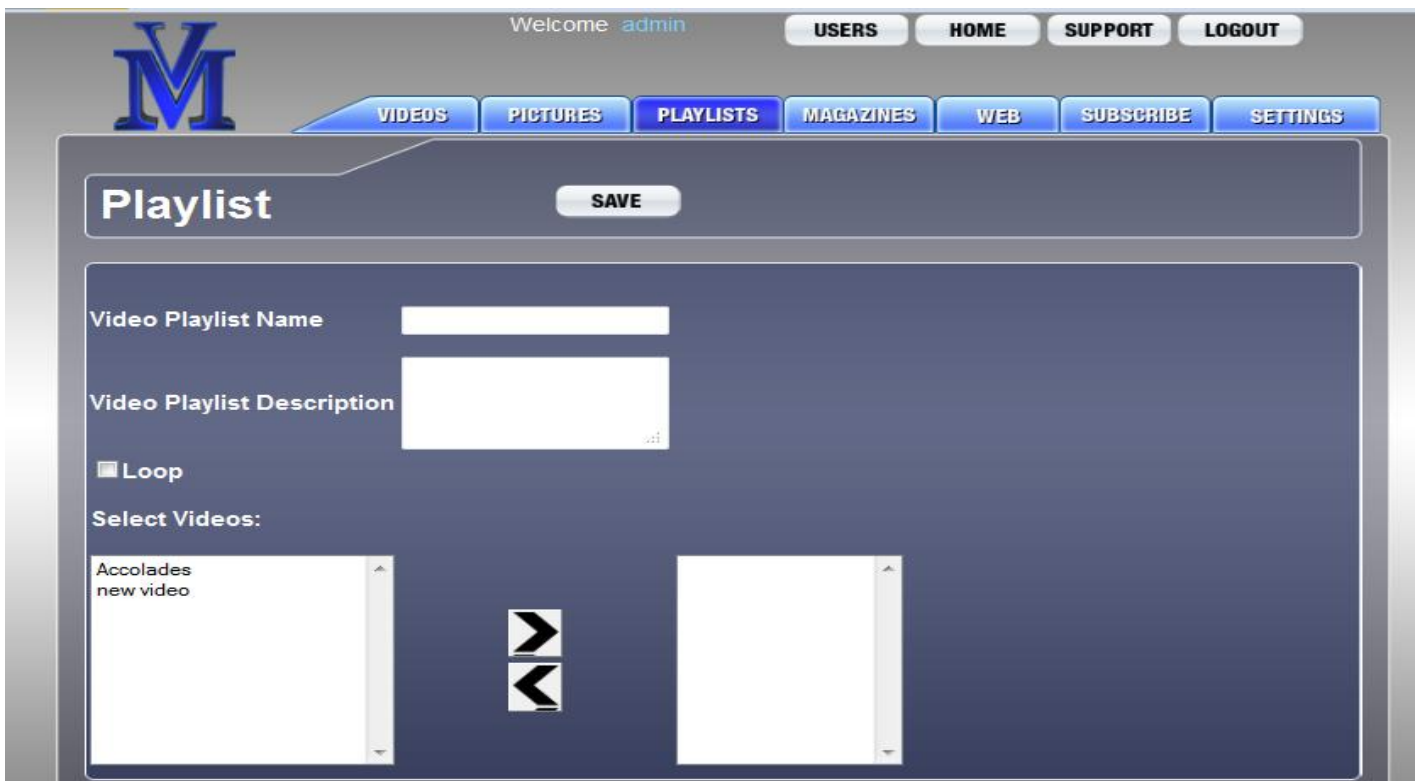 VM
Welcome admin
USERS HOME SUPPORT LOGOUT
VIDEOS PICTURES PLAYLISTS MAGAZINES WEB SUBSCRIBE SETTINGS
Playlist SAVE
Video Playlist Name
Video Playlist Description
Loop
Select Videos:
Accolades
new video